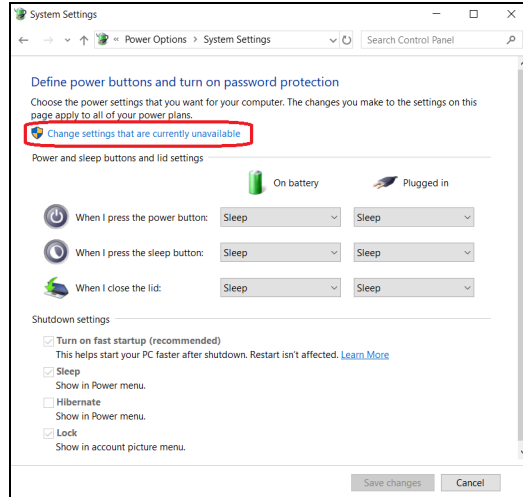 System Settings
« Power Options > System Settings
Search Control Panel
Define power buttons and turn on password protection
Choose the power settings that you want for your computer. The changes you make to the settings on this
page apply to all of your power plans.
Change settings that are currently unavailable
Power and sleep buttons and lid settings
On battery Plugged in
When I press the power button: Sleep Sleep
When I press the sleep button: Sleep Sleep
When I close the lid: Sleep Sleep
Shutdown settings
Turn on fast startup (recommended)
This helps start your PC faster after shutdown. Restart isn't affected. Learn More
Sleep
Show in Power menu.
Hibernate
Show in Power menu.
Lock
Show in account picture menu.
Save changes Cancel